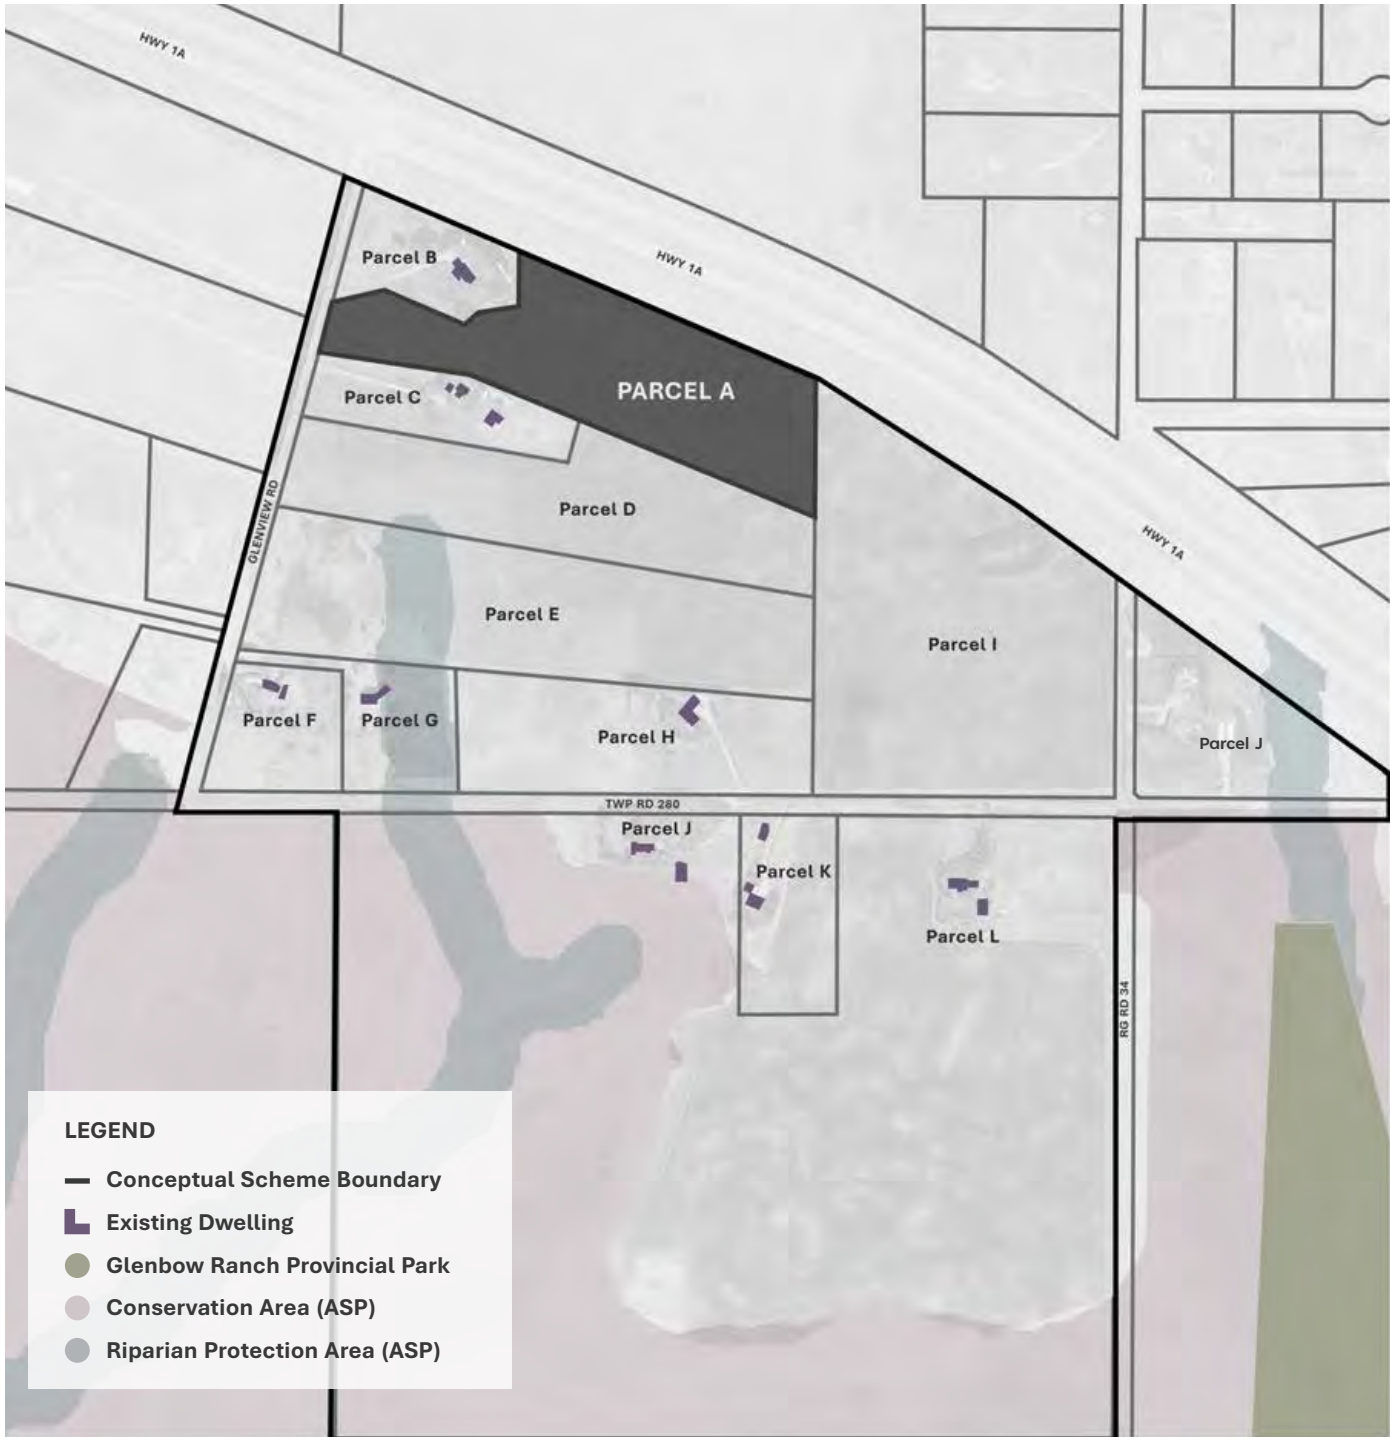 HWY 1A
Parcel B
HWY 1A
PARCEL A
Parcel C
Parcel D
GLENVIEW RD
HWY 1A
Parcel E
Parcel I
Parcel F
Parcel G
Parcel H
Parcel J
TWP RD 280
Parcel J
Parcel K
Parcel L
RG RD 34
LEGEND
Conceptual Scheme Boundary
Existing Dwelling
Glenbow Ranch Provincial Park
Conservation Area (ASP)
Riparian Protection Area (ASP)